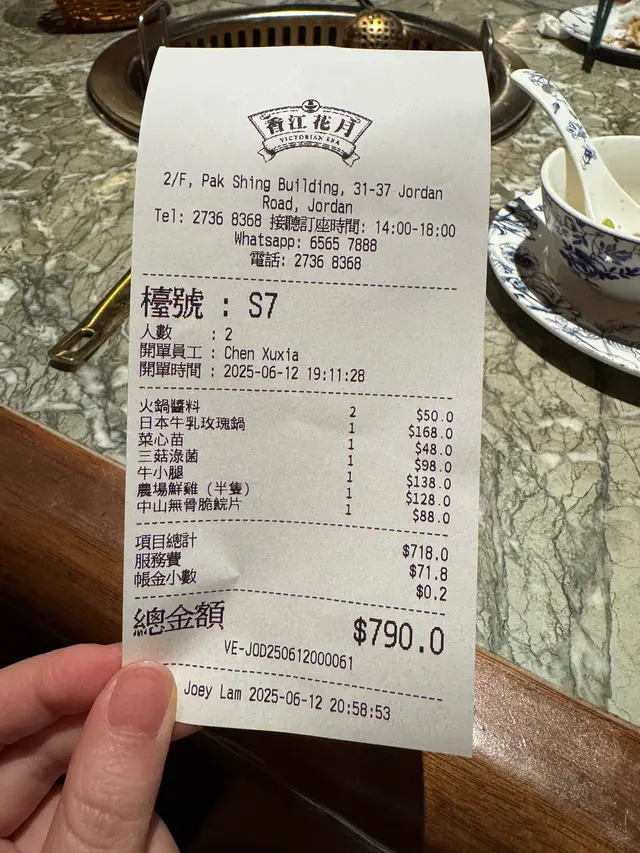 香江花月
VICTORIAN ERA
2/F, Pak Shing Building, 31-37 Jordan
Road, Jordan
Tel: 2736 8368 接聽訂座時間: 14:00-18:00
Whatsapp: 6565 7888
電話: 2736 8368
檯號 : S7
人數 : 2
開單員工 : Chen Xuxia
開單時間 : 2025-06-12 19:11:28
火鍋醬料 2 $50.0
日本牛乳玫瑰鍋 1 $168.0
菜心苗 1 $48.0
三菇淥菌 1 $98.0
牛小腿 1 $138.0
農場鮮雞 (半隻) 1 $128.0
中山無骨脆鯇片 1 $88.0
項目總計 $718.0
服務費 $71.8
帳金小數 $0.2
總金額 $790.0
VE-JOD250612000061
Joey Lam 2025-06-12 20:58:53